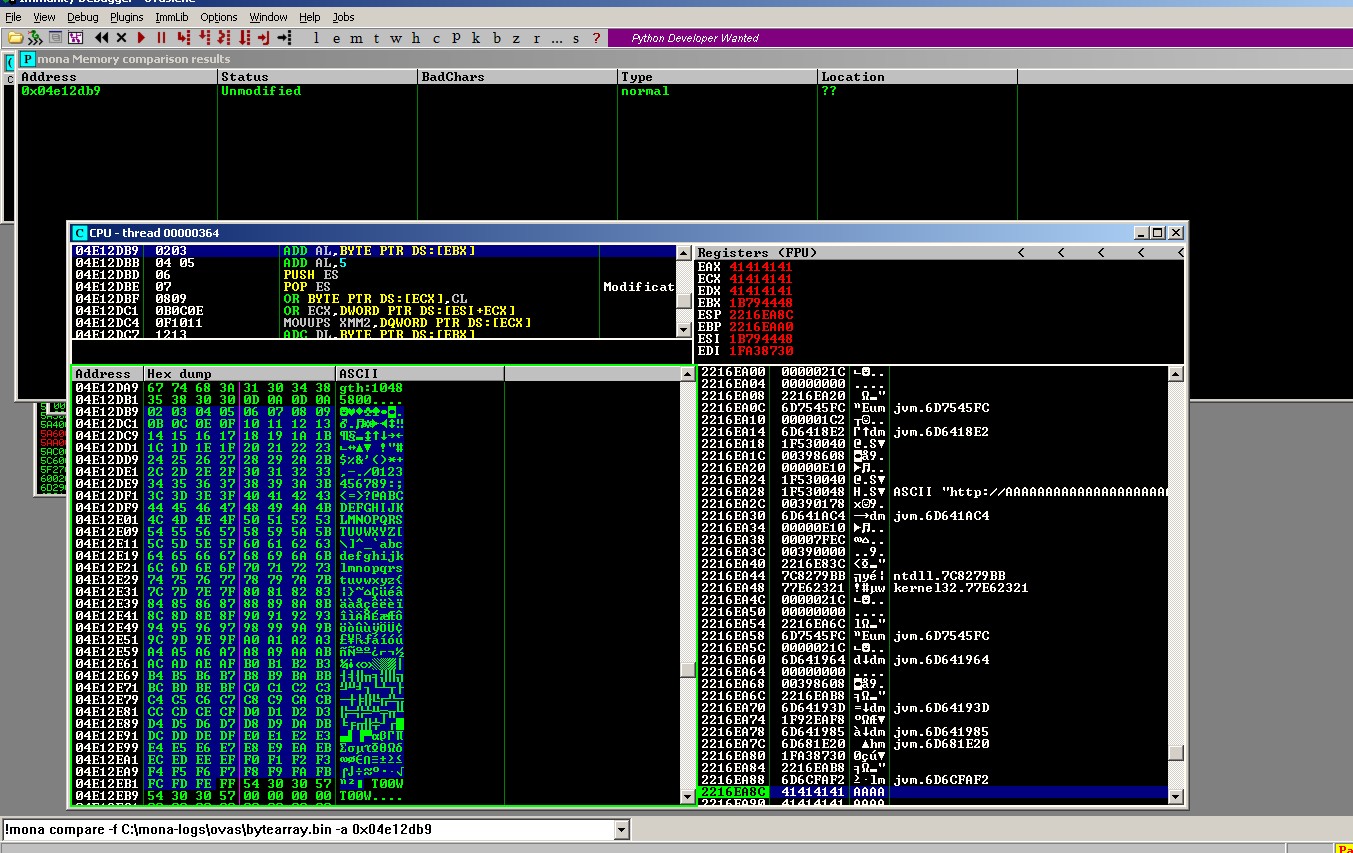 File View Debug Plugins ImmLib Options Window Help Jobs
l e m t w h c P k b z r ... s ? Python Developer Wanted
mona Memory comparison results
Address Status BadChars Type Location
0x04e12db9 Unmodified normal ??
CPU - thread 00000364
04E12DB9 0203 ADD AL,BYTE PTR DS:[EBX]
04E12DBB 04 05 ADD AL,5
04E12DBD 06 PUSH ES
04E12DBE 07 POP ES Modificat
04E12DBF 0809 OR BYTE PTR DS:[ECX],CL
04E12DC1 0B0C0E OR ECX,DWORD PTR DS:[ESI+ECX]
04E12DC4 0F1011 MOVUPS XMM2,DQWORD PTR DS:[ECX]
04E12DC7 1213 ADC DL,BYTE PTR DS:[EBX]
Registers (FPU) < < < < <
EAX 41414141
ECX 41414141
EDX 41414141
EBX 1B794448
ESP 2216EA8C
EBP 2216EAA0
ESI 1B794448
EDI 1FA38730
Address Hex dump ASCII
04E12DA9 67 74 68 3A 31 30 34 38 gth:1048
04E12DB1 35 38 30 30 0D 0A 0D 0A 5800....
04E12DB9 02 03 04 05 06 07 08 09
04E12DC1 0B 0C 0E 0F 10 11 12 13
04E12DC9 14 15 16 17 18 19 1A 1B
04E12DD1 1C 1D 1E 1F 20 21 22 23
04E12DD9 24 25 26 27 28 29 2A 2B $%&'()*+
04E12DE1 2C 2D 2E 2F 30 31 32 33 ,-./0123
04E12DE9 34 35 36 37 38 39 3A 3B 456789:;
04E12DF1 3C 3D 3E 3F 40 41 42 43 <=>?@ABC
04E12DF9 44 45 46 47 48 49 4A 4B DEFGHIJK
04E12E01 4C 4D 4E 4F 50 51 52 53 LMNOPQRS
04E12E09 54 55 56 57 58 59 5A 5B TUVWXYZ[
04E12E11 5C 5D 5E 5F 60 61 62 63 \]^_`abc
04E12E19 64 65 66 67 68 69 6A 6B defghijk
04E12E21 6C 6D 6E 6F 70 71 72 73 lmnopqrs
04E12E29 74 75 76 77 78 79 7A 7B tuvwxyz{
04E12E31 7C 7D 7E 7F 80 81 82 83
04E12E39 84 85 86 87 88 89 8A 8B
04E12E41 8C 8D 8E 8F 90 91 92 93
04E12E49 94 95 96 97 98 99 9A 9B
04E12E51 9C 9D 9E 9F A0 A1 A2 A3
04E12E59 A4 A5 A6 A7 A8 A9 AA AB
04E12E61 AC AD AE AF B0 B1 B2 B3
04E12E69 B4 B5 B6 B7 B8 B9 BA BB
04E12E71 BC BD BE BF C0 C1 C2 C3
04E12E79 C4 C5 C6 C7 C8 C9 CA CB
04E12E81 CC CD CE CF D0 D1 D2 D3
04E12E89 D4 D5 D6 D7 D8 D9 DA DB
04E12E91 DC DD DE DF E0 E1 E2 E3
04E12E99 E4 E5 E6 E7 E8 E9 EA EB
04E12EA1 EC ED EE EF F0 F1 F2 F3
04E12EA9 F4 F5 F6 F7 F8 F9 FA FB
04E12EB1 FC FD FE FF 54 30 30 57 T00W
04E12EB9 54 30 30 57 00 00 00 00 T00W....
2216EA00 0000021C
2216EA04 00000000 ....
2216EA08 2216EA20
2216EA0C 6D7545FC jvm.6D7545FC
2216EA10 000001C2
2216EA14 6D6418E2 jvm.6D6418E2
2216EA18 1F530040 @.S▼
2216EA1C 00398608
2216EA20 00000E10
2216EA24 1F530040 @.S▼
2216EA28 1F530048 H.S▼ ASCII "http://AAAAAAAAAAAAAAAAAAAAA
2216EA2C 00390178
2216EA30 6D641AC4 jvm.6D641AC4
2216EA34 00000E10
2216EA38 00007FEC
2216EA3C 00390000 ..9.
2216EA40 2216E83C
2216EA44 7C8279BB ntdll.7C8279BB
2216EA48 77E62321 kernel32.77E62321
2216EA4C 0000021C
2216EA50 00000000 ....
2216EA54 2216EA6C
2216EA58 6D7545FC jvm.6D7545FC
2216EA5C 0000021C
2216EA60 6D641964 jvm.6D641964
2216EA64 00000000 ....
2216EA68 00398608
2216EA6C 2216EAB8
2216EA70 6D64193D jvm.6D64193D
2216EA74 1F92EAF8
2216EA78 6D641985 jvm.6D641985
2216EA7C 6D681E20 jvm.6D681E20
2216EA80 1FA38730
2216EA84 2216EAB8
2216EA88 6D6CFAF2 jvm.6D6CFAF2
2216EA8C 41414141 AAAA
2216EA90 41414141 AAAA
!mona compare -f C:\mona-logs\ovas\bytearray.bin -a 0x04e12db9